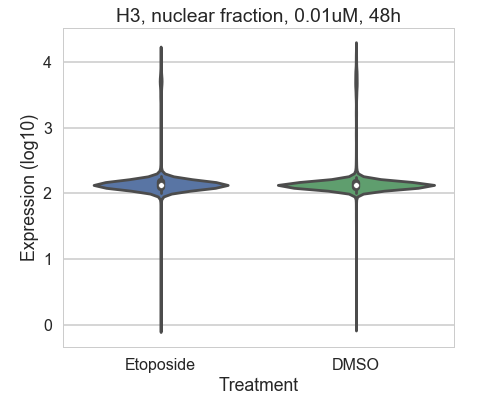 H3, nuclear fraction, 0.01uM, 48h
Expression (log10)
4
3
2
1
0
Etoposide
DMSO
Treatment